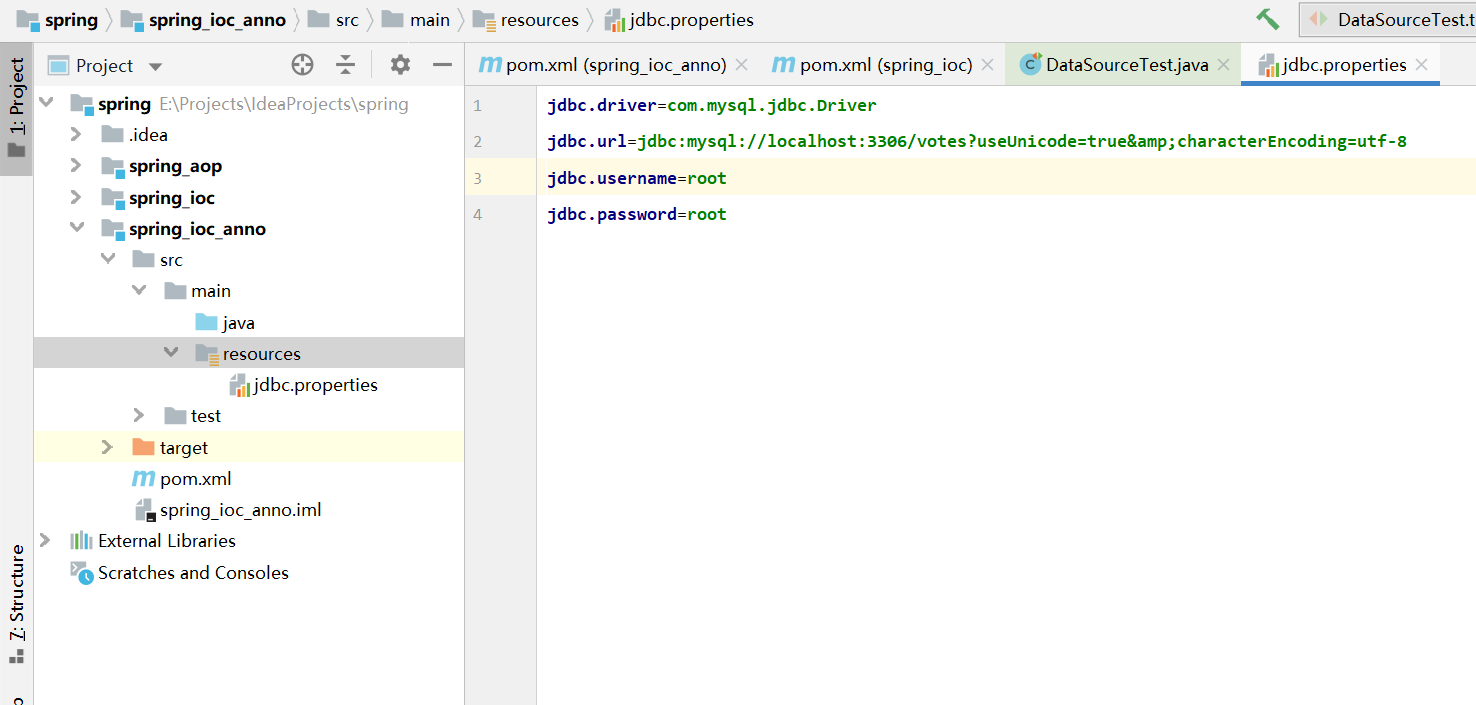 spring spring_ioc_anno src main resources jdbc.properties
DataSourceTest.t
1: Project
Project
pom.xml (spring_ioc_anno) pom.xml (spring_ioc) DataSourceTest.java jdbc.properties
spring E:\Projects\IdeaProjects\spring
.idea
spring_aop
spring_ioc
spring_ioc_anno
src
main
java
resources
jdbc.properties
test
target
pom.xml
spring_ioc_anno.iml
External Libraries
Scratches and Consoles
7: Structure
1 jdbc.driver=com.mysql.jdbc.Driver
2 jdbc.url=jdbc:mysql://localhost:3306/votes?useUnicode=true&amp;characterEncoding=utf-8
3 jdbc.username=root
4 jdbc.password=root